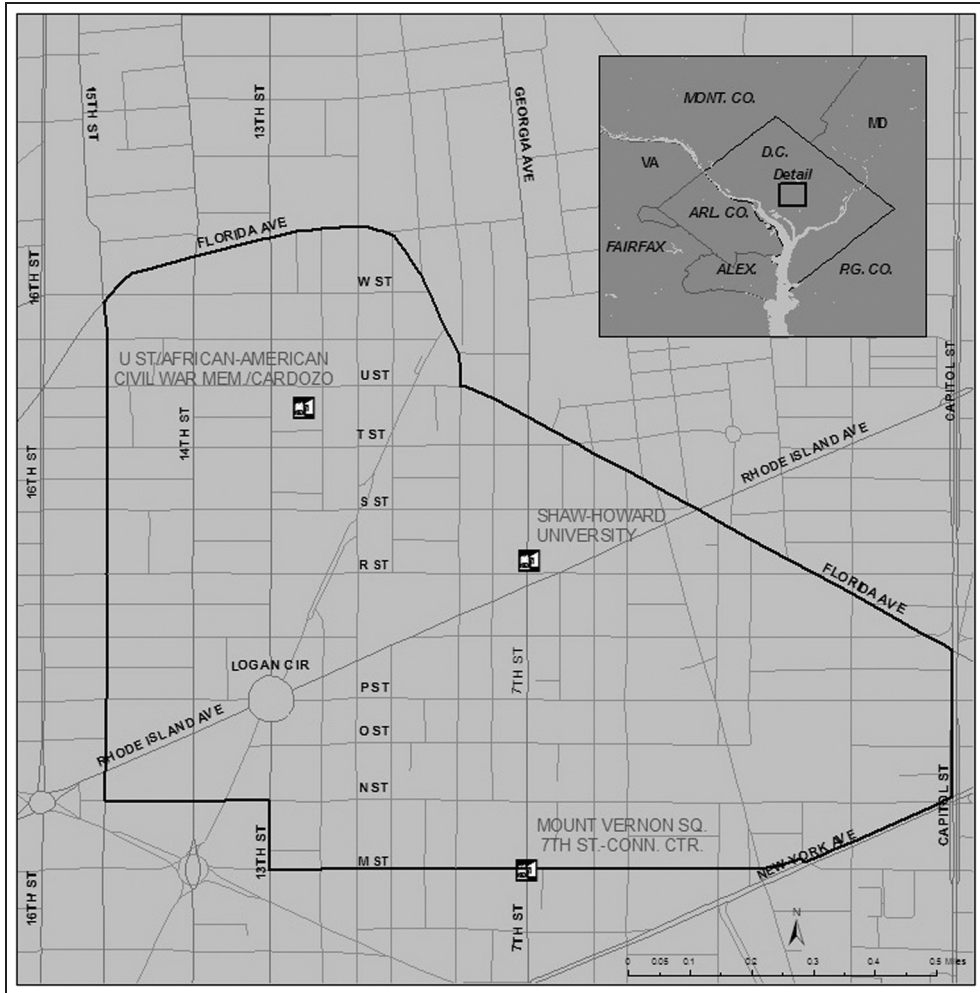 15TH ST
13TH ST
GEORGIA AVE
MONT. CO.
MD
D.C.
VA
Detail
ARL. CO.
FAIRFAX
ALEX.
P.G. CO.
FLORIDA AVE
16TH ST
W ST
U ST/AFRICAN-AMERICAN
CIVIL WAR MEM./CARDOZO
U ST
CAPITOL ST
14TH ST
T ST
RHODE ISLAND AVE
16TH ST
S ST
SHAW-HOWARD
UNIVERSITY
R ST
FLORIDA AVE
LOGAN CIR
7TH ST
P ST
RHODE ISLAND AVE
O ST
N ST
CAPITOL ST
MOUNT VERNON SQ.
7TH ST.-CONN. CTR.
13TH ST
M ST
NEW YORK AVE
16TH ST
7TH ST
N
0 0.05 0.1 0.2 0.3 0.4 0.5 Miles